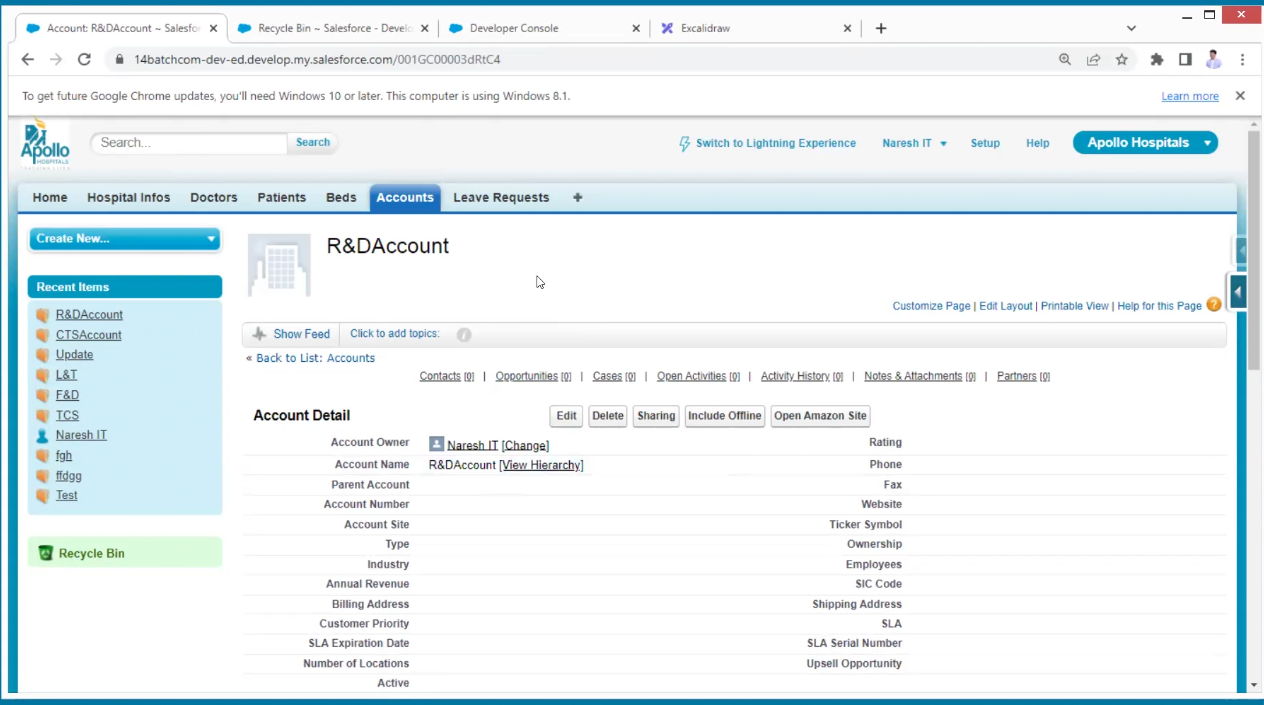 Account: R&DAccount ~ Salesfor
Recycle Bin ~ Salesforce - Develo
Developer Console
Excalidraw
14batchcom-dev-ed.develop.my.salesforce.com/001GC00003dRtC4
To get future Google Chrome updates, you'll need Windows 10 or later. This computer is using Windows 8.1.
Learn more
Apollo
HOSPITALS
Search...
Search
Switch to Lightning Experience
Naresh IT
Setup
Help
Apollo Hospitals
Home Hospital Infos Doctors Patients Beds Accounts Leave Requests
Create New...
Recent Items
R&DAccount
CTSAccount
Update
L&T
F&D
TCS
Naresh IT
fgh
ffdgg
Test
Recycle Bin
R&DAccount
Customize Page | Edit Layout | Printable View | Help for this Page ?
Show Feed
Click to add topics:
« Back to List: Accounts
Contacts [0] | Opportunities [0] | Cases [0] | Open Activities [0] | Activity History [0] | Notes & Attachments [0] | Partners [0]
Account Detail
Edit Delete Sharing Include Offline Open Amazon Site
Account Owner Naresh IT [Change] Rating
Account Name R&DAccount [View Hierarchy] Phone
Parent Account Fax
Account Number Website
Account Site Ticker Symbol
Type Ownership
Industry Employees
Annual Revenue SIC Code
Billing Address Shipping Address
Customer Priority SLA
SLA Expiration Date SLA Serial Number
Number of Locations Upsell Opportunity
Active